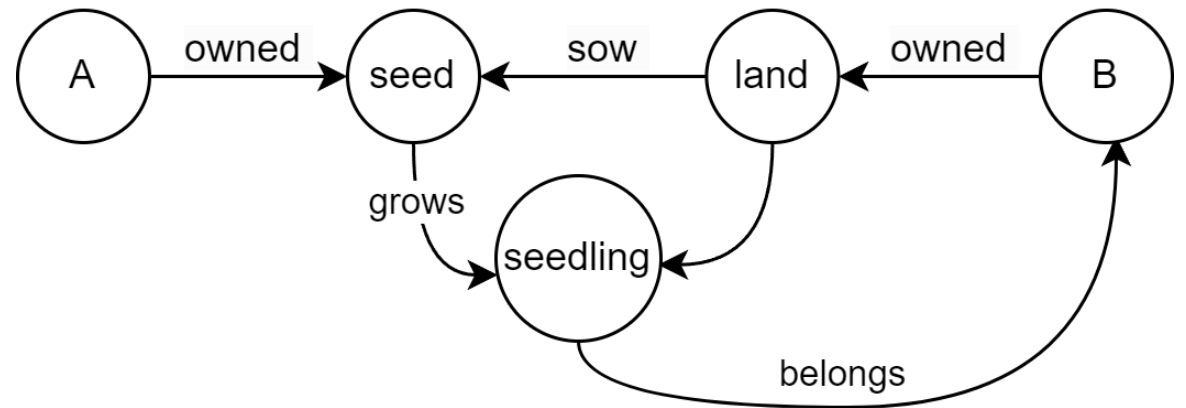 owned
sow
owned
A
seed
land
B
grows
seedling
belongs